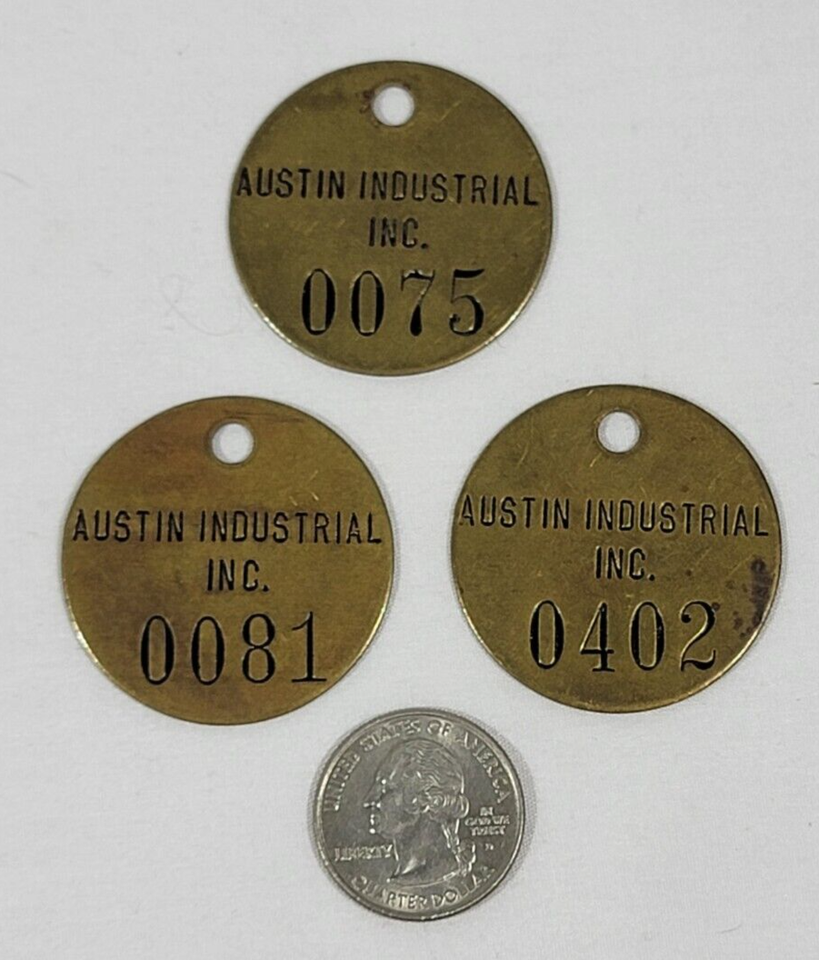 AUSTIN INDUSTRIAL
INC.
0075
AUSTIN INDUSTRIAL
INC.
0081
AUSTIN INDUSTRIAL
INC.
0402
UNITED STATES OF AMERICA
LIBERTY
IN
GOD WE
TRUST
QUARTER DOLLAR